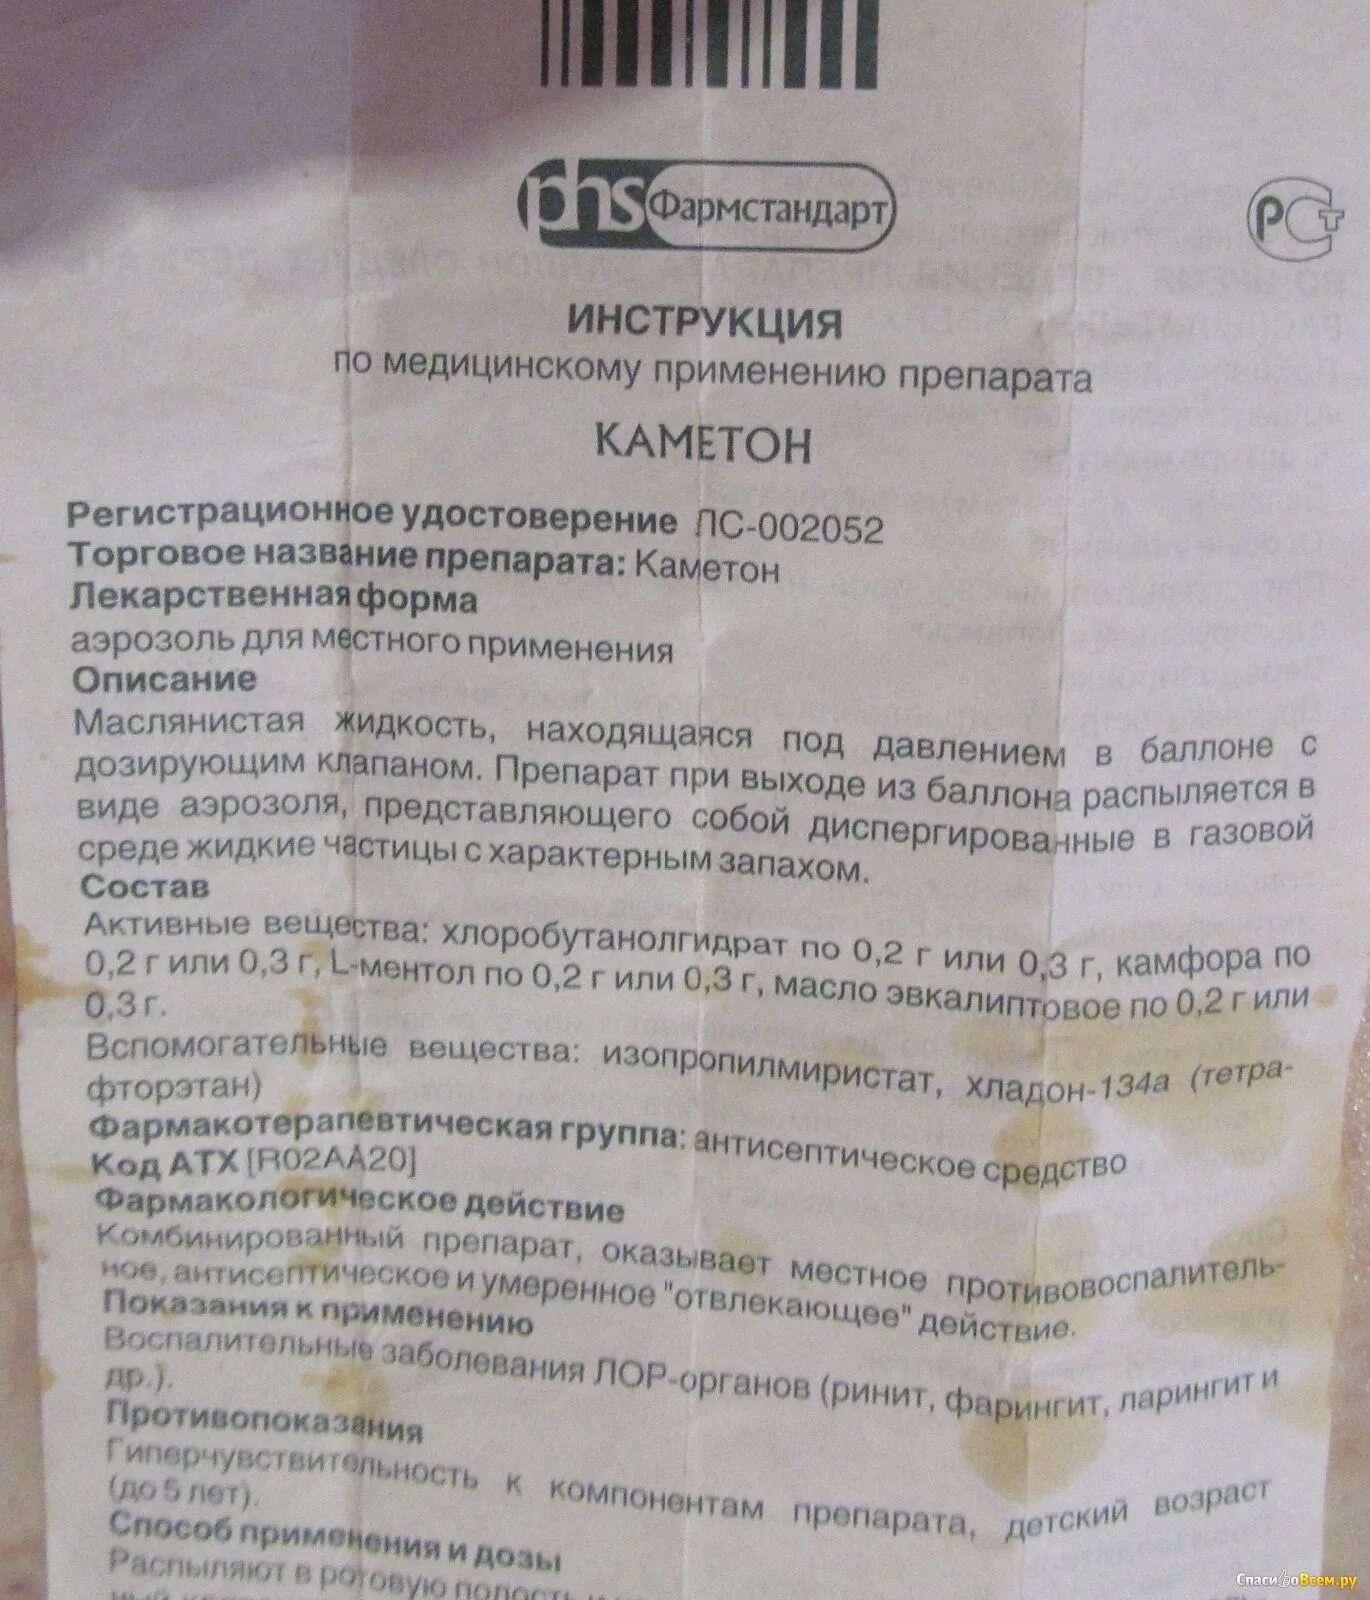 phs Фармстандарт
РСТ
ИНСТРУКЦИЯ
по медицинскому применению препарата
КАМЕТОН
Регистрационное удостоверение ЛС-002052
Торговое название препарата: Каметон
Лекарственная форма
аэрозоль для местного применения
Описание
Маслянистая жидкость, находящаяся под давлением в баллоне с
дозирующим клапаном. Препарат при выходе из баллона распыляется в
виде аэрозоля, представляющего собой диспергированные в газовой
среде жидкие частицы с характерным запахом.
Состав
Активные вещества: хлоробутанолгидрат по 0,2 г или 0,3 г, камфора по
0,2 г или 0,3 г, L-ментол по 0,2 г или 0,3 г, масло эвкалиптовое по 0,2 г или
0,3 г.
Вспомогательные вещества: изопропилмиристат, хладон-134а (тетра-
фторэтан)
Фармакотерапевтическая группа: антисептическое средство
Код АТХ [R02AA20]
Фармакологическое действие
Комбинированный препарат, оказывает местное противовоспалитель-
ное, антисептическое и умеренное "отвлекающее" действие.
Показания к применению
Воспалительные заболевания ЛОР-органов (ринит, фарингит, ларингит и
др.).
Противопоказания
Гиперчувствительность к компонентам препарата, детский возраст
(до 5 лет).
Способ применения и дозы
Распыляют в ротовую полость
СпасибоВсем.ру